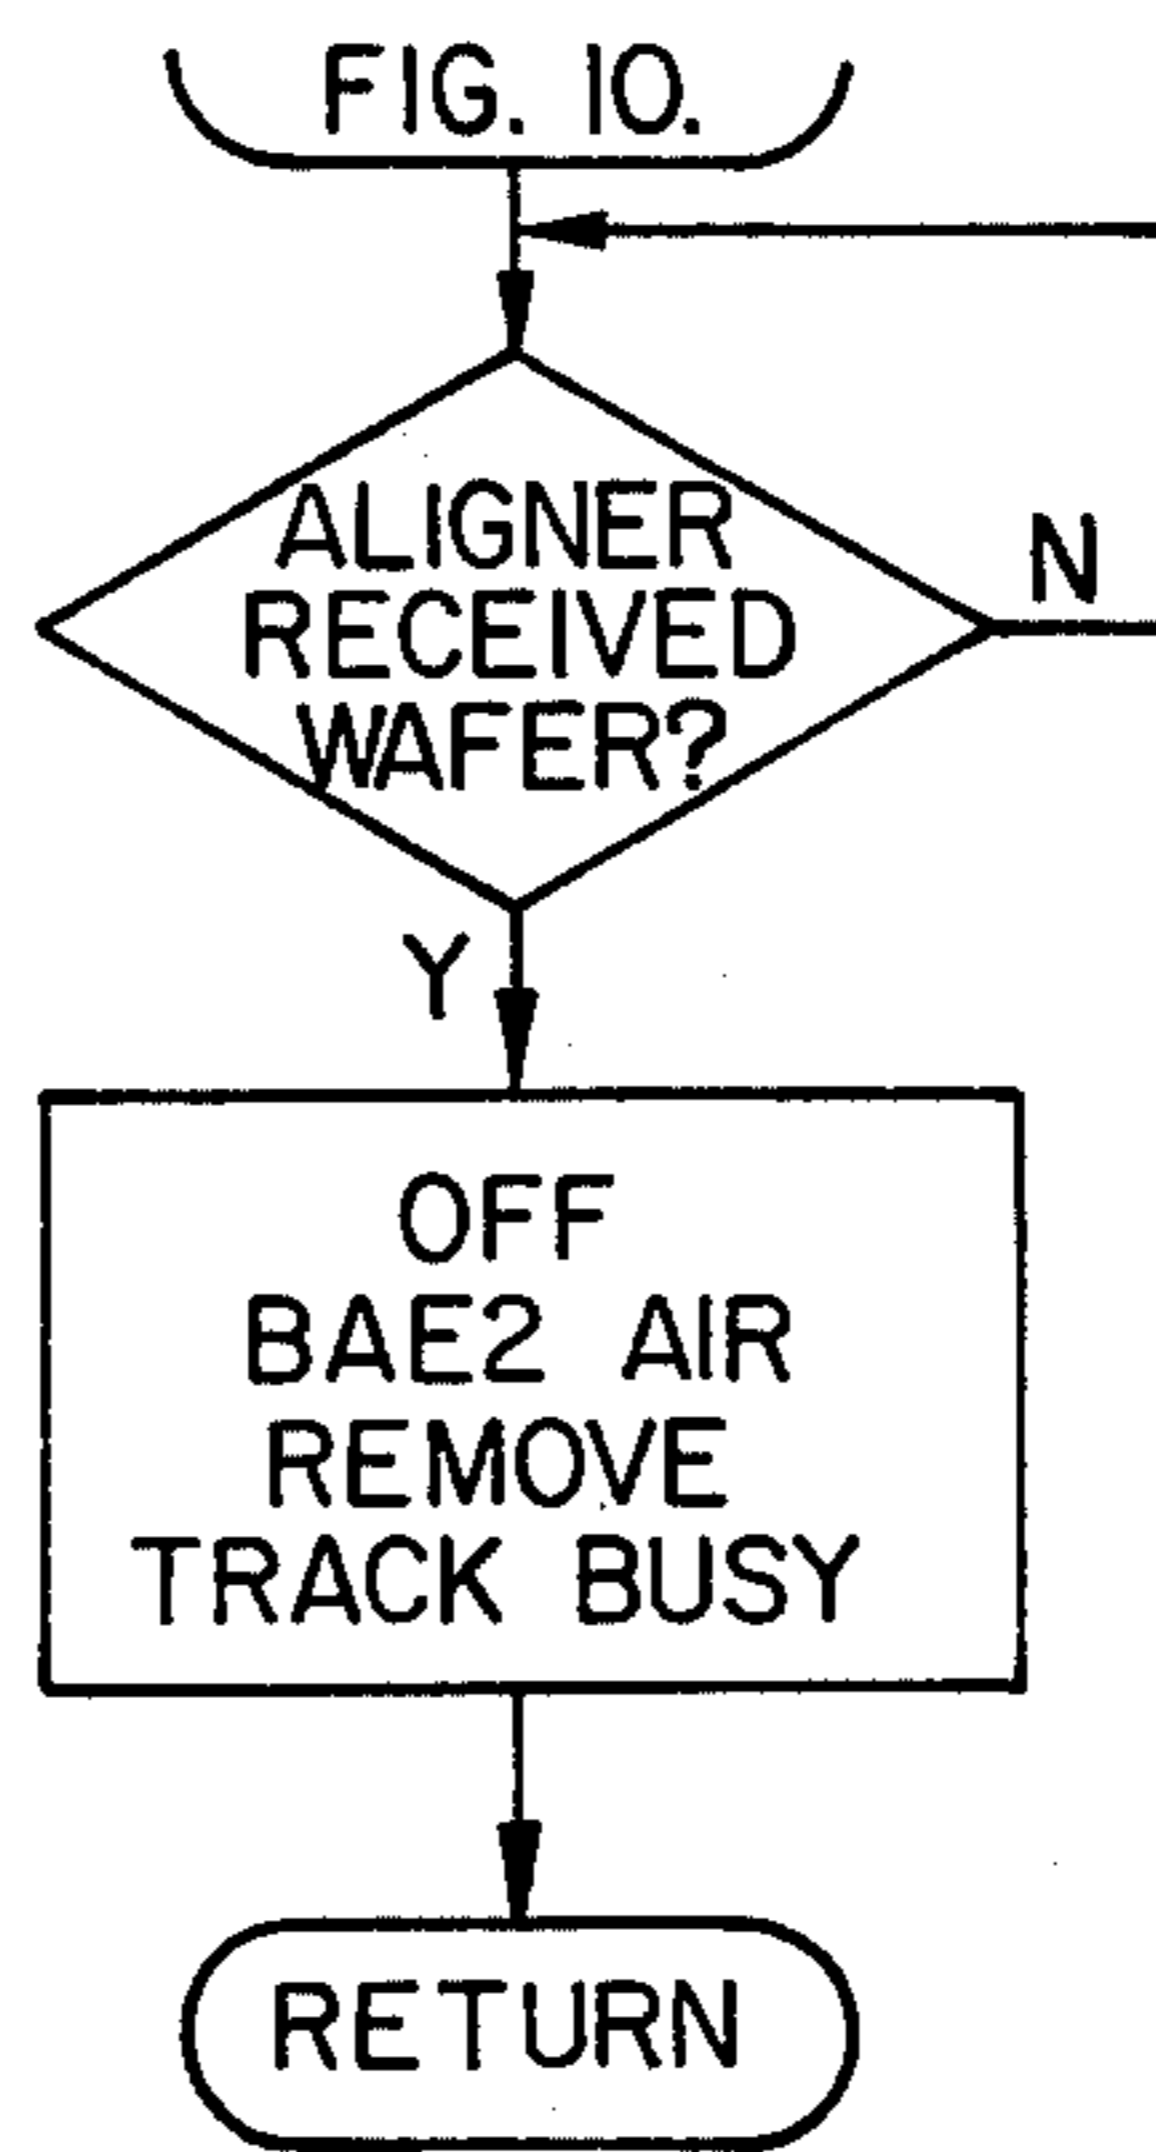 FIG. 10.
ALIGNER
RECEIVED
WAFER?
N
Y
OFF
BAE2 AIR
REMOVE
TRACK BUSY
RETURN